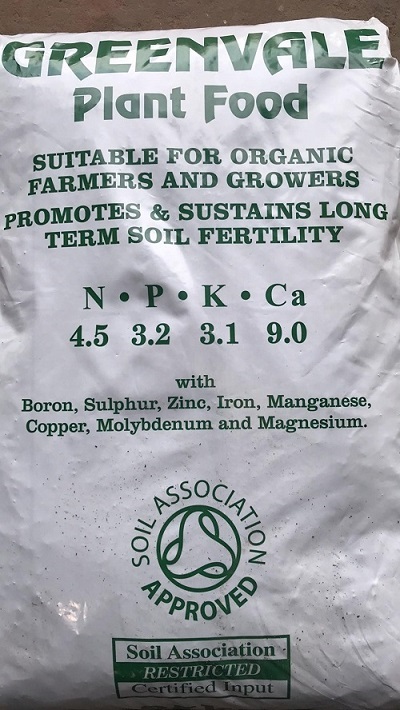 GREENVALE
Plant Food
SUITABLE FOR ORGANIC
FARMERS AND GROWERS
PROMOTES & SUSTAINS LONG
TERM SOIL FERTILITY
N • P • K • Ca
4.5 3.2 3.1 9.0
with
Boron, Sulphur, Zinc, Iron, Manganese,
Copper, Molybdenum and Magnesium.
SOIL ASSOCIATION
APPROVED
Soil Association
RESTRICTED
Certified Input